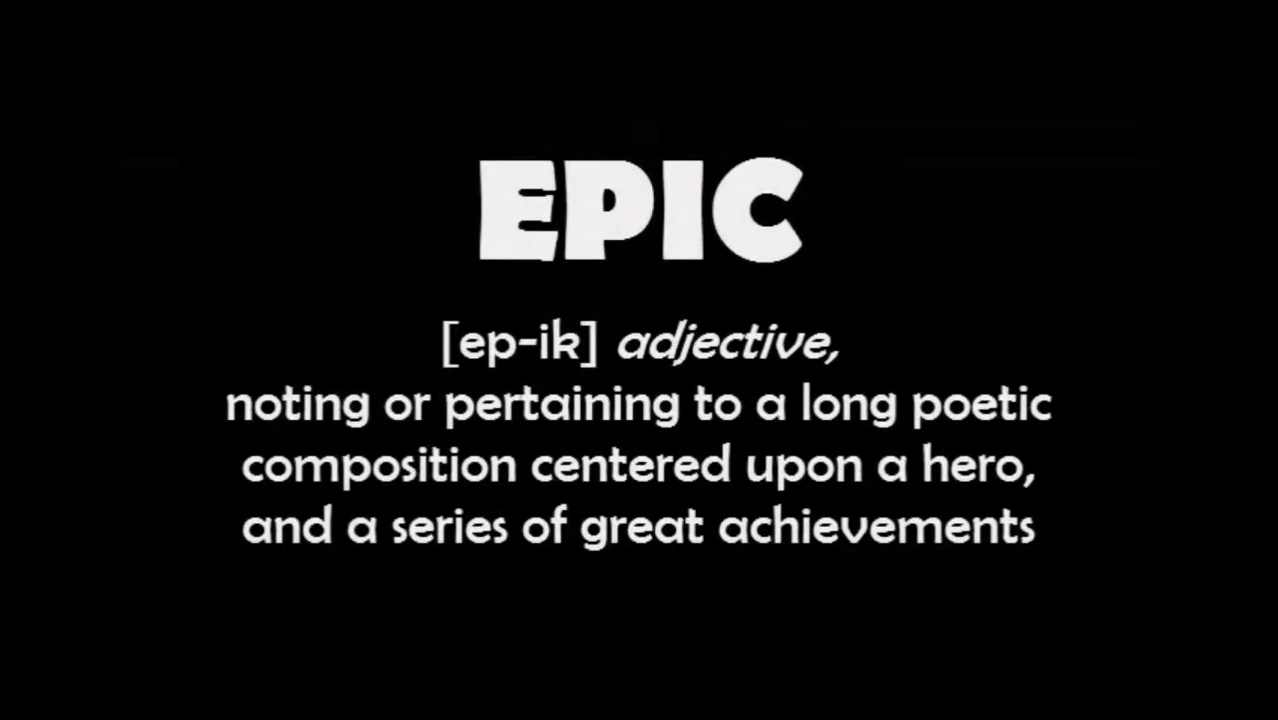 EPIC
[ep-ik] adjective,
noting or pertaining to a long poetic
composition centered upon a hero,
and a series of great achievements